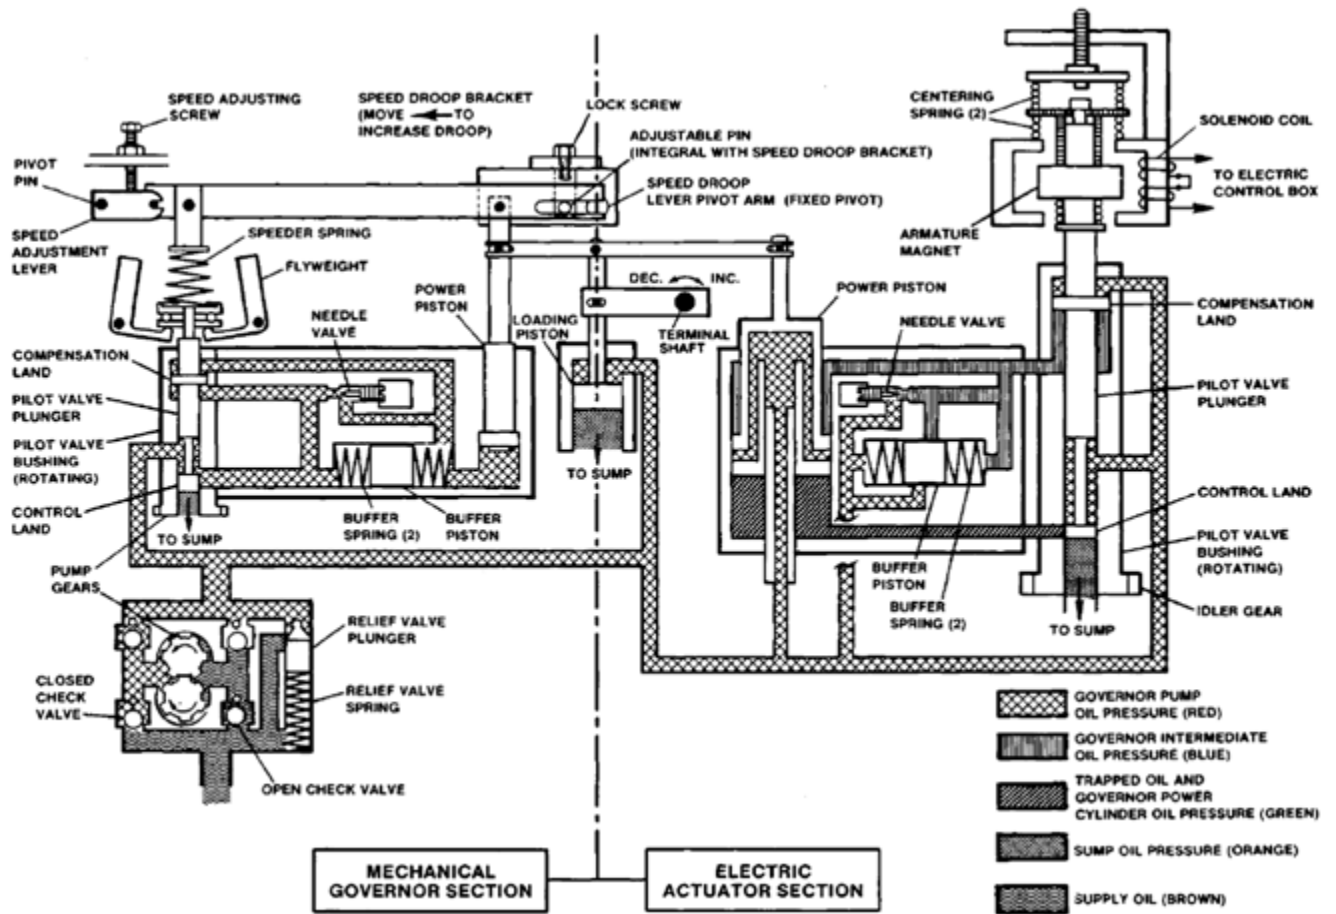 SPEED ADJUSTING
SCREW
SPEED DROOP BRACKET
(MOVE TO
INCREASE DROOP)
LOCK SCREW
ADJUSTABLE PIN
(INTEGRAL WITH SPEED DROOP BRACKET)
CENTERING
SPRING (2)
SOLENOID COIL
TO ELECTRIC
CONTROL BOX
PIVOT
PIN
SPEED DROOP
LEVER PIVOT ARM (FIXED PIVOT)
SPEED
ADJUSTMENT
LEVER
SPEEDER SPRING
FLYWEIGHT
ARMATURE
MAGNET
DEC. INC.
POWER
PISTON
NEEDLE
VALVE
LOADING
PISTON
TERMINAL
SHAFT
POWER PISTON
NEEDLE VALVE
COMPENSATION
LAND
COMPENSATION
LAND
PILOT VALVE
PLUNGER
PILOT VALVE
PLUNGER
PILOT VALVE
BUSHING
(ROTATING)
TO SUMP
CONTROL
LAND
CONTROL LAND
TO SUMP
BUFFER
SPRING (2)
BUFFER
PISTON
PILOT VALVE
BUSHING
(ROTATING)
BUFFER
PISTON
BUFFER
SPRING (2)
IDLER GEAR
TO SUMP
PUMP
GEARS
RELIEF VALVE
PLUNGER
CLOSED
CHECK
VALVE
RELIEF VALVE
SPRING
OPEN CHECK VALVE
GOVERNOR PUMP
OIL PRESSURE (RED)
GOVERNOR INTERMEDIATE
OIL PRESSURE (BLUE)
TRAPPED OIL AND
GOVERNOR POWER
CYLINDER OIL PRESSURE (GREEN)
SUMP OIL PRESSURE (ORANGE)
SUPPLY OIL (BROWN)
MECHANICAL
GOVERNOR SECTION
ELECTRIC
ACTUATOR SECTION